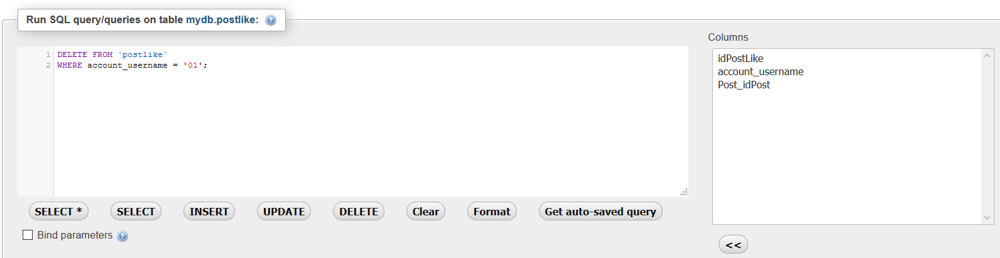 Run SQL query/queries on table mydb.postlike:
Columns
1 DELETE FROM `postlike`
2 WHERE account_username = '01';
idPostLike
account_username
Post_idPost
SELECT * SELECT INSERT UPDATE DELETE Clear Format Get auto-saved query
Bind parameters
<<